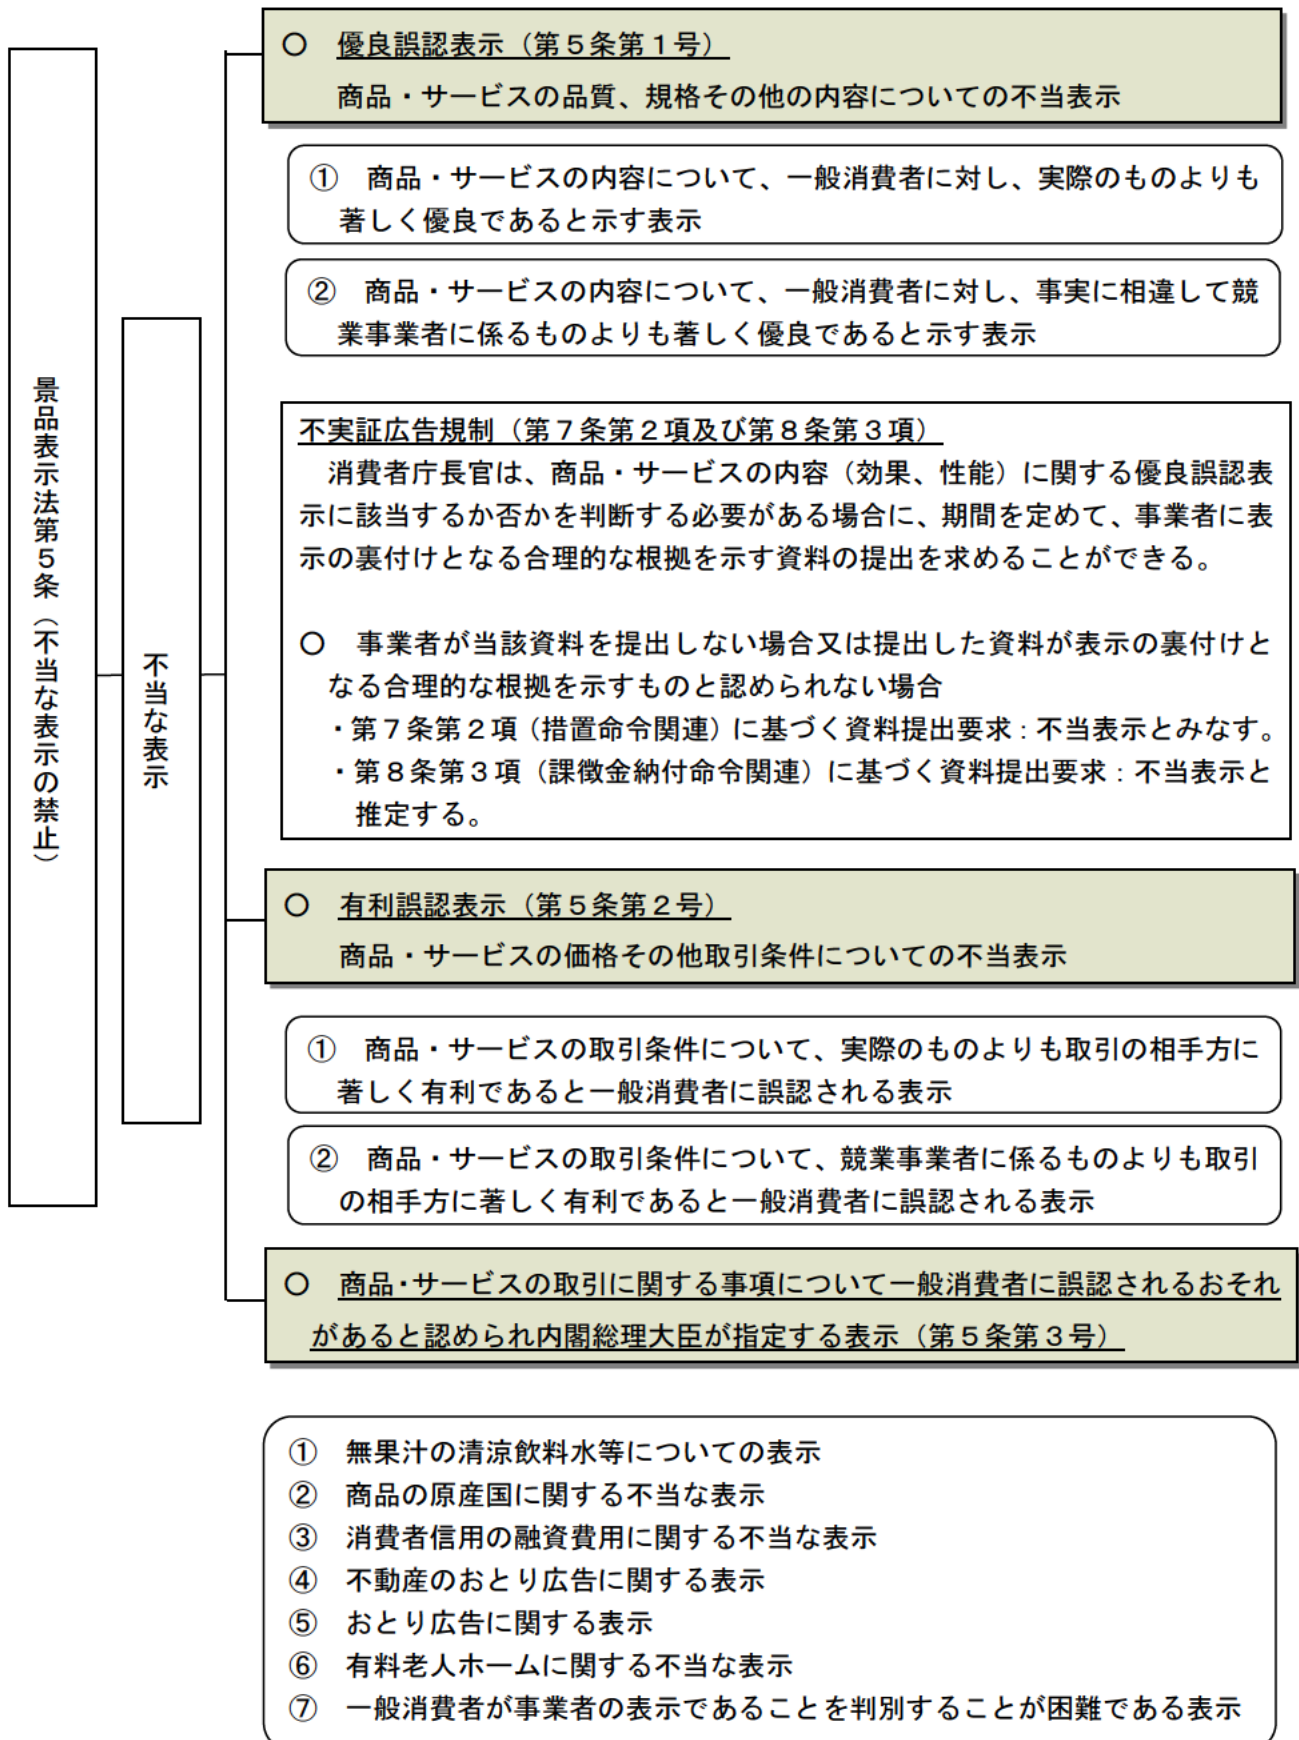 景品表示法第５条（不当な表示の禁止）
不当な表示
○　優良誤認表示（第５条第１号）
商品・サービスの品質、規格その他の内容についての不当表示
①　商品・サービスの内容について、一般消費者に対し、実際のものよりも
著しく優良であると示す表示
②　商品・サービスの内容について、一般消費者に対し、事実に相違して競
業事業者に係るものよりも著しく優良であると示す表示
不実証広告規制（第７条第２項及び第８条第３項）
消費者庁長官は、商品・サービスの内容（効果、性能）に関する優良誤認表
示に該当するか否かを判断する必要がある場合に、期間を定めて、事業者に表
示の裏付けとなる合理的な根拠を示す資料の提出を求めることができる。
○　事業者が当該資料を提出しない場合又は提出した資料が表示の裏付けと
なる合理的な根拠を示すものと認められない場合
・第７条第２項（措置命令関連）に基づく資料提出要求：不当表示とみなす。
・第８条第３項（課徴金納付命令関連）に基づく資料提出要求：不当表示と
推定する。
○　有利誤認表示（第５条第２号）
商品・サービスの価格その他取引条件についての不当表示
①　商品・サービスの取引条件について、実際のものよりも取引の相手方に
著しく有利であると一般消費者に誤認される表示
②　商品・サービスの取引条件について、競業事業者に係るものよりも取引
の相手方に著しく有利であると一般消費者に誤認される表示
○　商品・サービスの取引に関する事項について一般消費者に誤認されるおそれ
があると認められ内閣総理大臣が指定する表示（第５条第３号）
①　無果汁の清涼飲料水等についての表示
②　商品の原産国に関する不当な表示
③　消費者信用の融資費用に関する不当な表示
④　不動産のおとり広告に関する表示
⑤　おとり広告に関する表示
⑥　有料老人ホームに関する不当な表示
⑦　一般消費者が事業者の表示であることを判別することが困難である表示